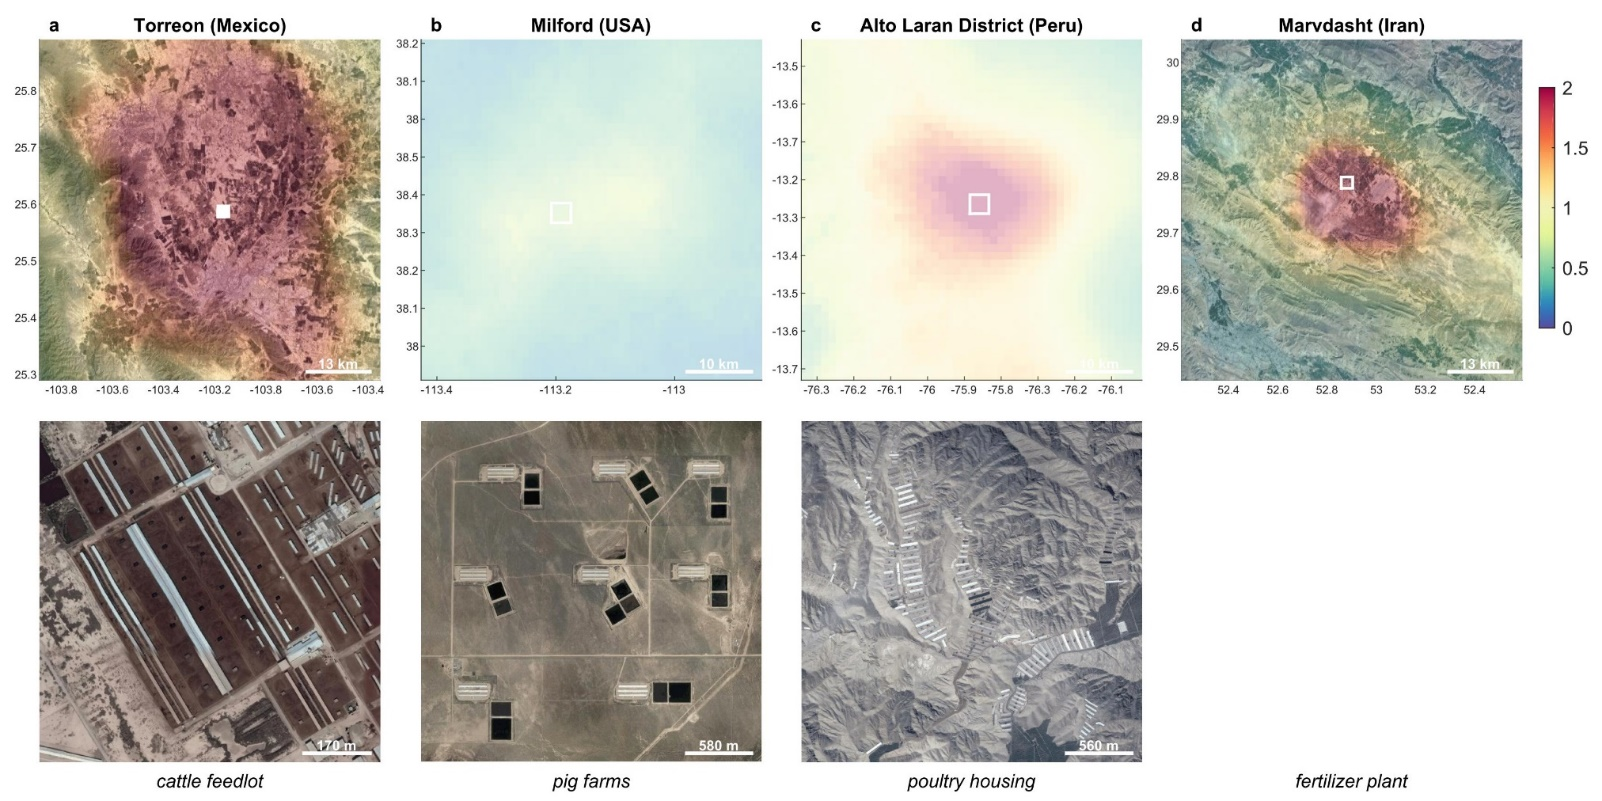 a Torreon (Mexico)
b Milford (USA)
c Alto Laran District (Peru)
d Marvdasht (Iran)
25.8
25.7
25.6
25.5
25.4
25.3
-103.8 -103.6 -103.2 -103.8 -103.6 -103.4
13 km
38.2
38.1
38
38.5
38.4
38.3
38.2
38.1
38
-113.4 -113.2 -113
10 km
-13.5
-13.6
-13.7
-13.2
-13.3
-13.4
-13.5
-13.6
-13.7
-76.3 -76.2 -76.1 -76 -75.9 -75.8 -76.3 -76.2 -76.1
10 km
30
29.9
29.8
29.7
29.6
29.5
52.4 52.6 52.8 53 52.2 52.4
13 km
2
1.5
1
0.5
0
170 m
580 m
560 m
cattle feedlot
pig farms
poultry housing
fertilizer plant